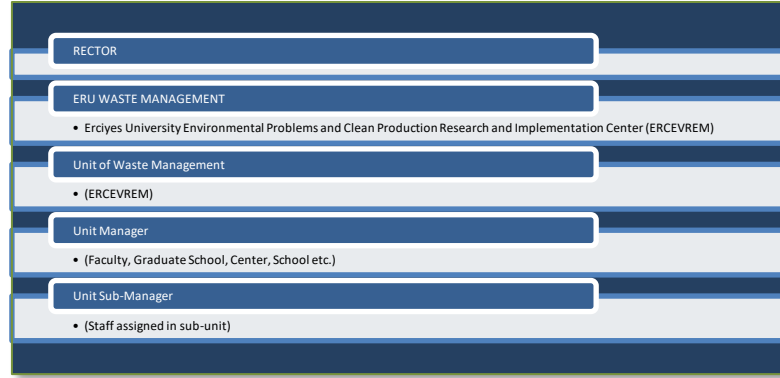 RECTOR
ERU WASTE MANAGEMENT
• Erciyes University Environmental Problems and Clean Production Research and Implementation Center (ERCEVREM)
Unit of Waste Management
• (ERCEVREM)
Unit Manager
• (Faculty, Graduate School, Center, School etc.)
Unit Sub-Manager
• (Staff assigned in sub-unit)